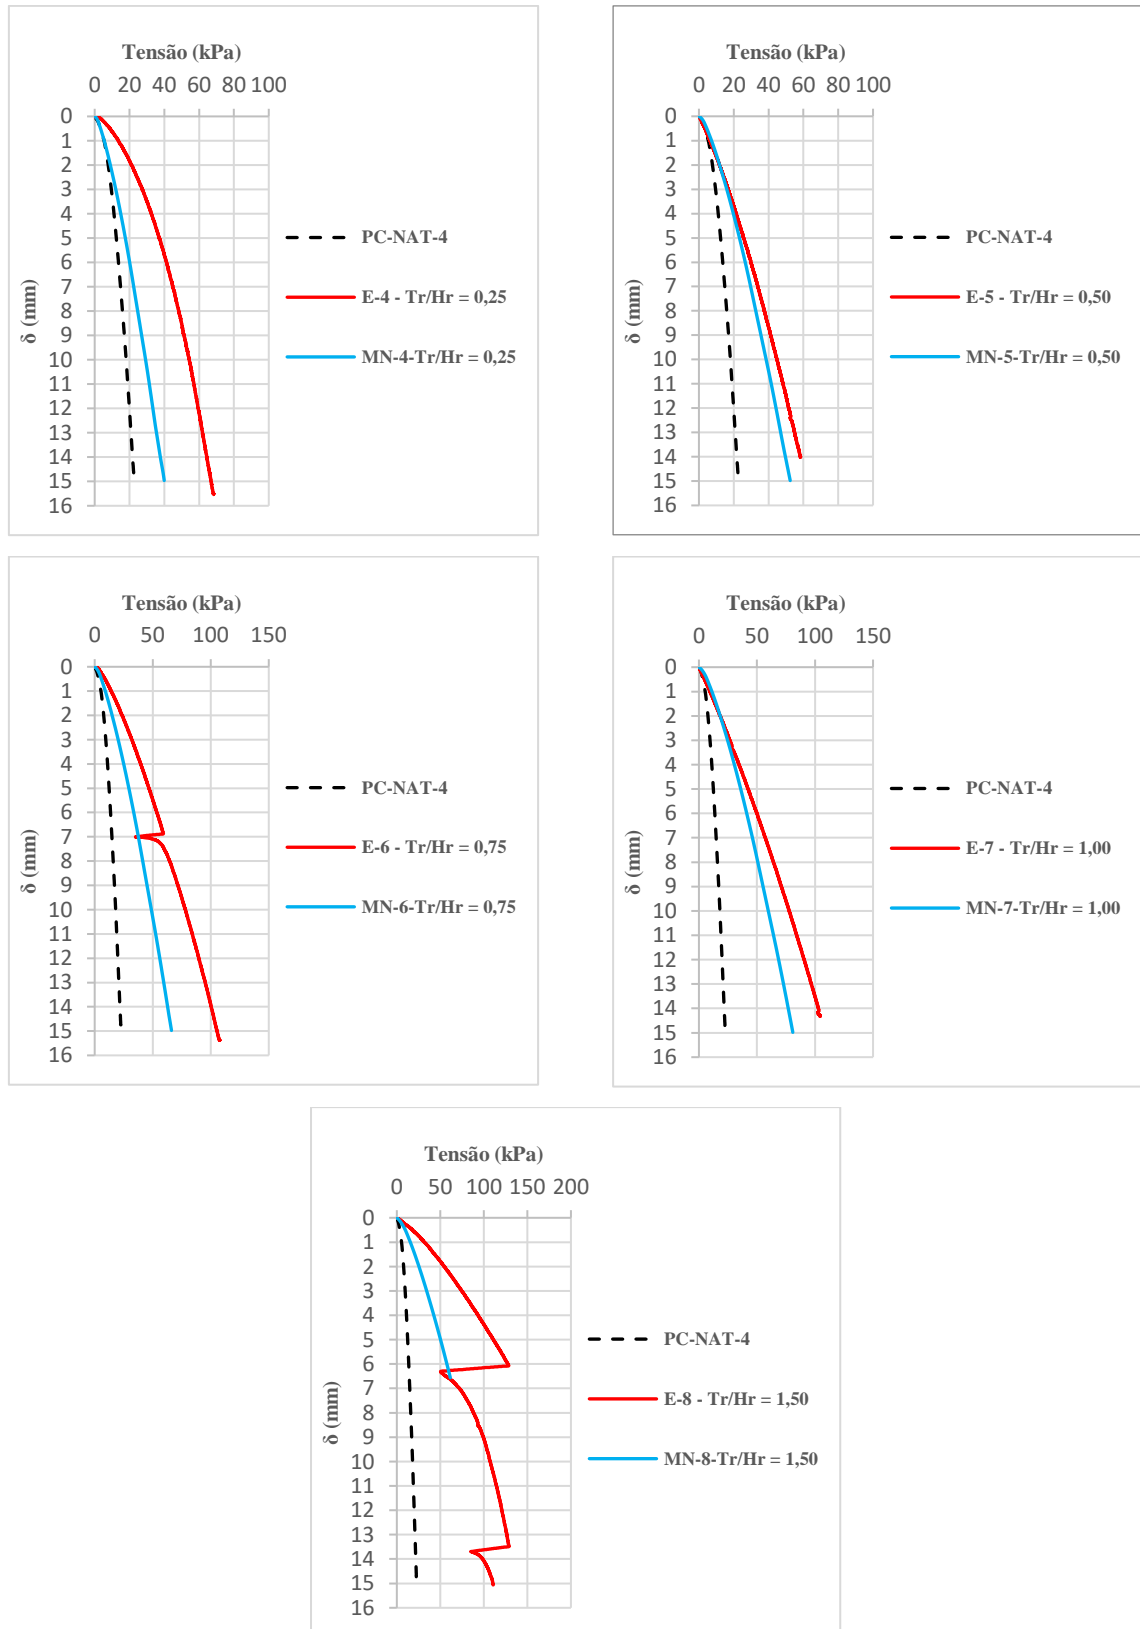 Tensão (kPa)
0 20 40 60 80 100
0
1
2
3
4
5
6
7
8
9
10
11
12
13
14
15
16
δ (mm)
PC-NAT-4
E-4 - Tr/Hr = 0,25
MN-4-Tr/Hr = 0,25
Tensão (kPa)
0 20 40 60 80 100
0
1
2
3
4
5
6
7
8
9
10
11
12
13
14
15
16
δ (mm)
PC-NAT-4
E-5 - Tr/Hr = 0,50
MN-5-Tr/Hr = 0,50
Tensão (kPa)
0 50 100 150
0
1
2
3
4
5
6
7
8
9
10
11
12
13
14
15
16
δ (mm)
PC-NAT-4
E-6 - Tr/Hr = 0,75
MN-6-Tr/Hr = 0,75
Tensão (kPa)
0 50 100 150
0
1
2
3
4
5
6
7
8
9
10
11
12
13
14
15
16
δ (mm)
PC-NAT-4
E-7 - Tr/Hr = 1,00
MN-7-Tr/Hr = 1,00
Tensão (kPa)
0 50 100 150 200
0
1
2
3
4
5
6
7
8
9
10
11
12
13
14
15
16
δ (mm)
PC-NAT-4
E-8 - Tr/Hr = 1,50
MN-8-Tr/Hr = 1,50